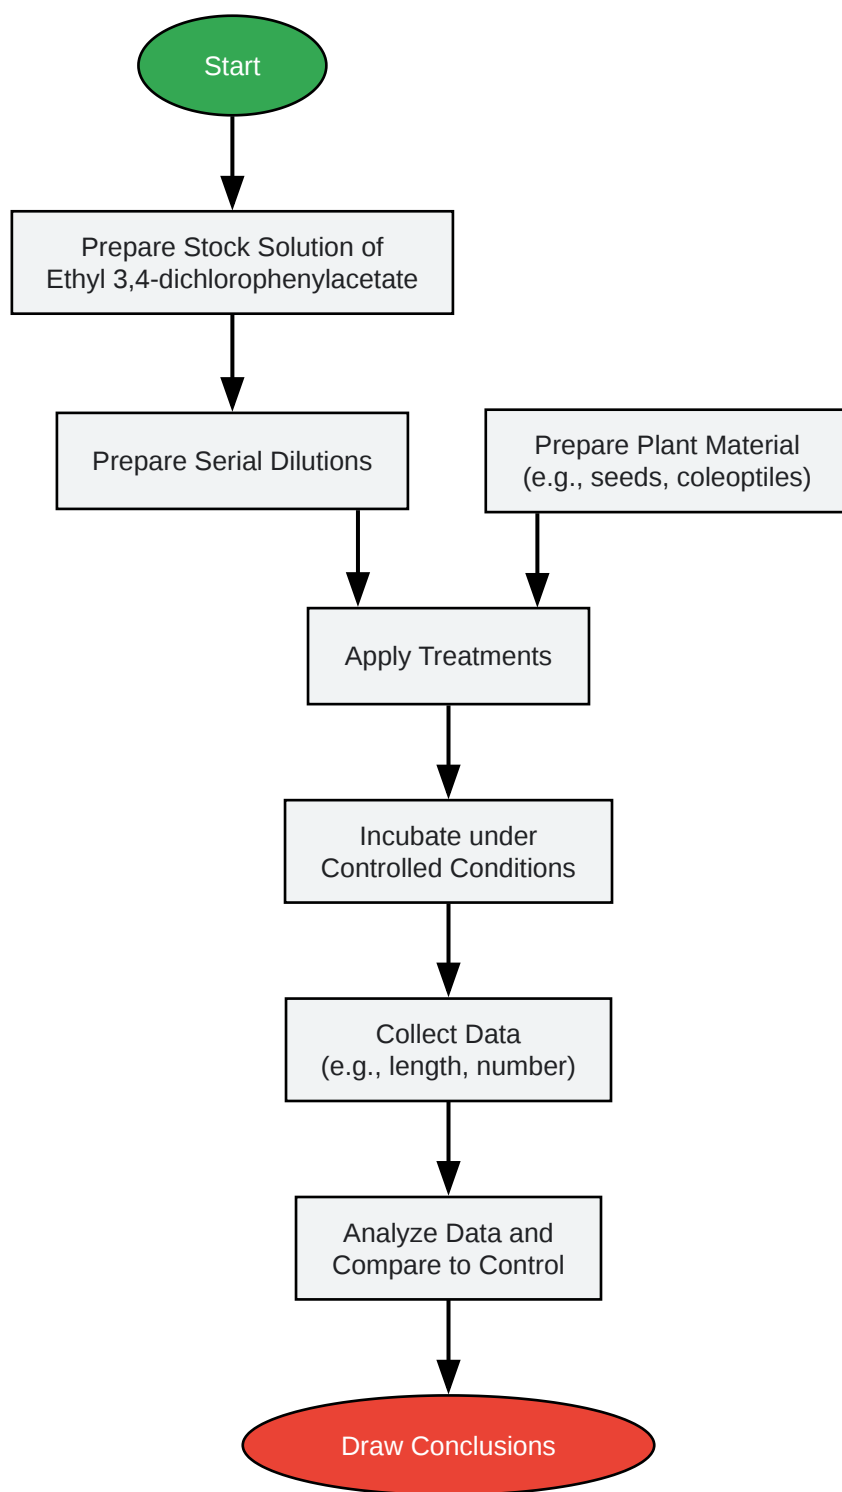 Start
Prepare Stock Solution of
Ethyl 3,4-dichlorophenylacetate
Prepare Serial Dilutions
Prepare Plant Material
(e.g., seeds, coleoptiles)
Apply Treatments
Incubate under
Controlled Conditions
Collect Data
(e.g., length, number)
Analyze Data and
Compare to Control
Draw Conclusions